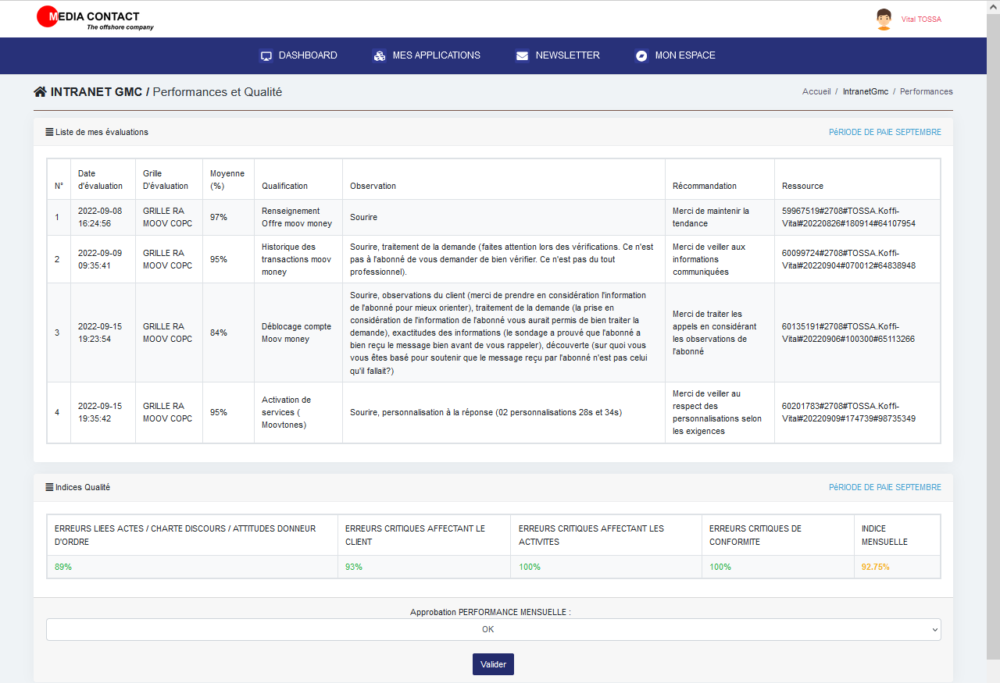 MEDIA CONTACT
The offshore company
Vital TOSSA
DASHBOARD
MES APPLICATIONS
NEWSLETTER
MON ESPACE
INTRANET GMC / Performances et Qualité
Accueil / IntranetGmc / Performances
Liste de mes évaluations
PéRIODE DE PAIE SEPTEMBRE
N°
Date
d'évaluation
Grille
D'évaluation
Moyenne
(%)
Qualification
Observation
Récommandation
Ressource
1
2022-09-08
16:24:56
GRILLE RA
MOOV COPC
97%
Renseignement
Offre moov money
Sourire
Merci de maintenir la
tendance
59967519#2708#TOSSA.Koffi-
Vital#20220826#180914#64107954
2
2022-09-09
09:35:41
GRILLE RA
MOOV COPC
95%
Historique des
transactions moov
money
Sourire, traitement de la demande (faites attention lors des vérifications. Ce n'est
pas à l'abonné de vous demander de bien vérifier. Ce n'est pas du tout
professionnel).
Merci de veiller aux
informations
communiquées
60099724#2708#TOSSA.Koffi-
Vital#20220904#070012#64838948
3
2022-09-15
19:23:54
GRILLE RA
MOOV COPC
84%
Déblocage compte
Moov money
Sourire, observations du client (merci de prendre en considération l'information
de l'abonné pour mieux orienter), traitement de la demande (la prise en
considération de l'information de l'abonné vous aurait permis de bien traiter la
demande), exactitudes des informations (le sondage a prouvé que l'abonné a
bien reçu le message bien avant de vous rappeler), découverte (sur quoi vous
vous êtes basé pour soutenir que le message reçu par l'abonné n'est pas celui
qu'il fallait?)
Merci de traiter les
appels en considérant
les observations de
l'abonné
60135191#2708#TOSSA.Koffi-
Vital#20220906#100300#65113266
4
2022-09-15
19:35:42
GRILLE RA
MOOV COPC
95%
Activation de
services (
Moovtones)
Sourire, personnalisation à la réponse (02 personnalisations 28s et 34s)
Merci de veiller au
respect des
personnalisations selon
les exigences
60201783#2708#TOSSA.Koffi-
Vital#20220909#174739#98735349
Indices Qualité
PéRIODE DE PAIE SEPTEMBRE
ERREURS LIEES ACTES / CHARTE DISCOURS / ATTITUDES DONNEUR
D'ORDRE
ERREURS CRITIQUES AFFECTANT LE
CLIENT
ERREURS CRITIQUES AFFECTANT LES
ACTIVITES
ERREURS CRITIQUES DE
CONFORMITE
INDICE
MENSUELLE
89%
93%
100%
100%
92.75%
Approbation PERFORMANCE MENSUELLE :
OK
Valider